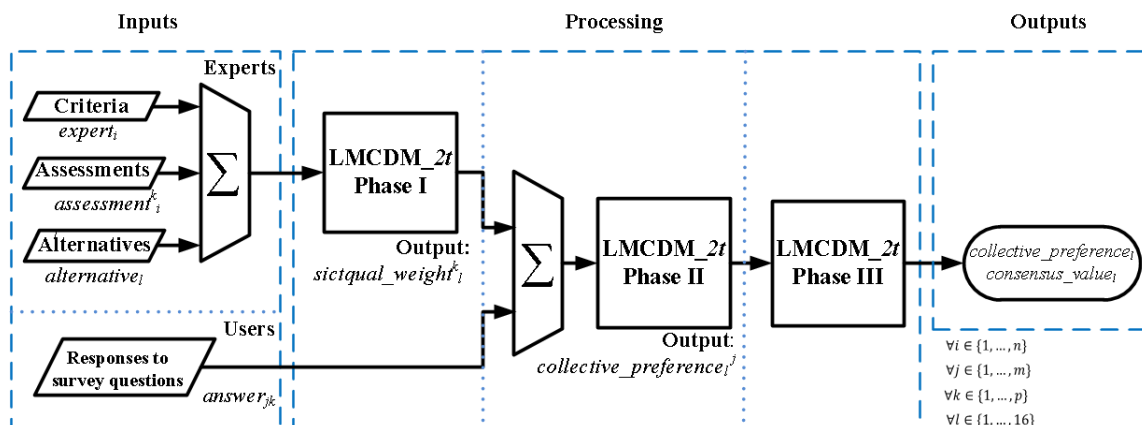 Inputs
Processing
Outputs
Experts
Criteria
expert_i
Assessments
assessment^k_i
Alternatives
alternative_l
∑
LMCDM_2t
Phase I
Output:
sictqual_weight^k_l
Users
Responses to
survey questions
answer_jk
∑
LMCDM_2t
Phase II
Output:
collective_preference_l^j
LMCDM_2t
Phase III
collective_preference_l
consensus_value_l
∀i ∈ {1, …, n}
∀j ∈ {1, …, m}
∀k ∈ {1, …, p}
∀l ∈ {1, …, 16}